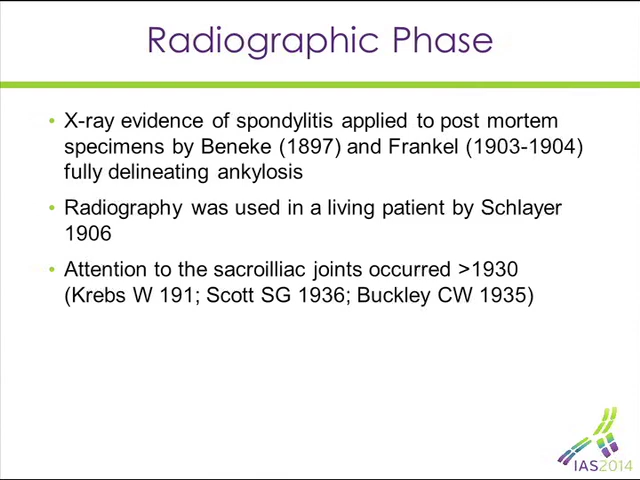 Radiographic Phase
• X-ray evidence of spondylitis applied to post mortem
specimens by Beneke (1897) and Frankel (1903-1904)
fully delineating ankylosis
• Radiography was used in a living patient by Schlayer
1906
• Attention to the sacroilliac joints occurred >1930
(Krebs W 191; Scott SG 1936; Buckley CW 1935)
IAS2014